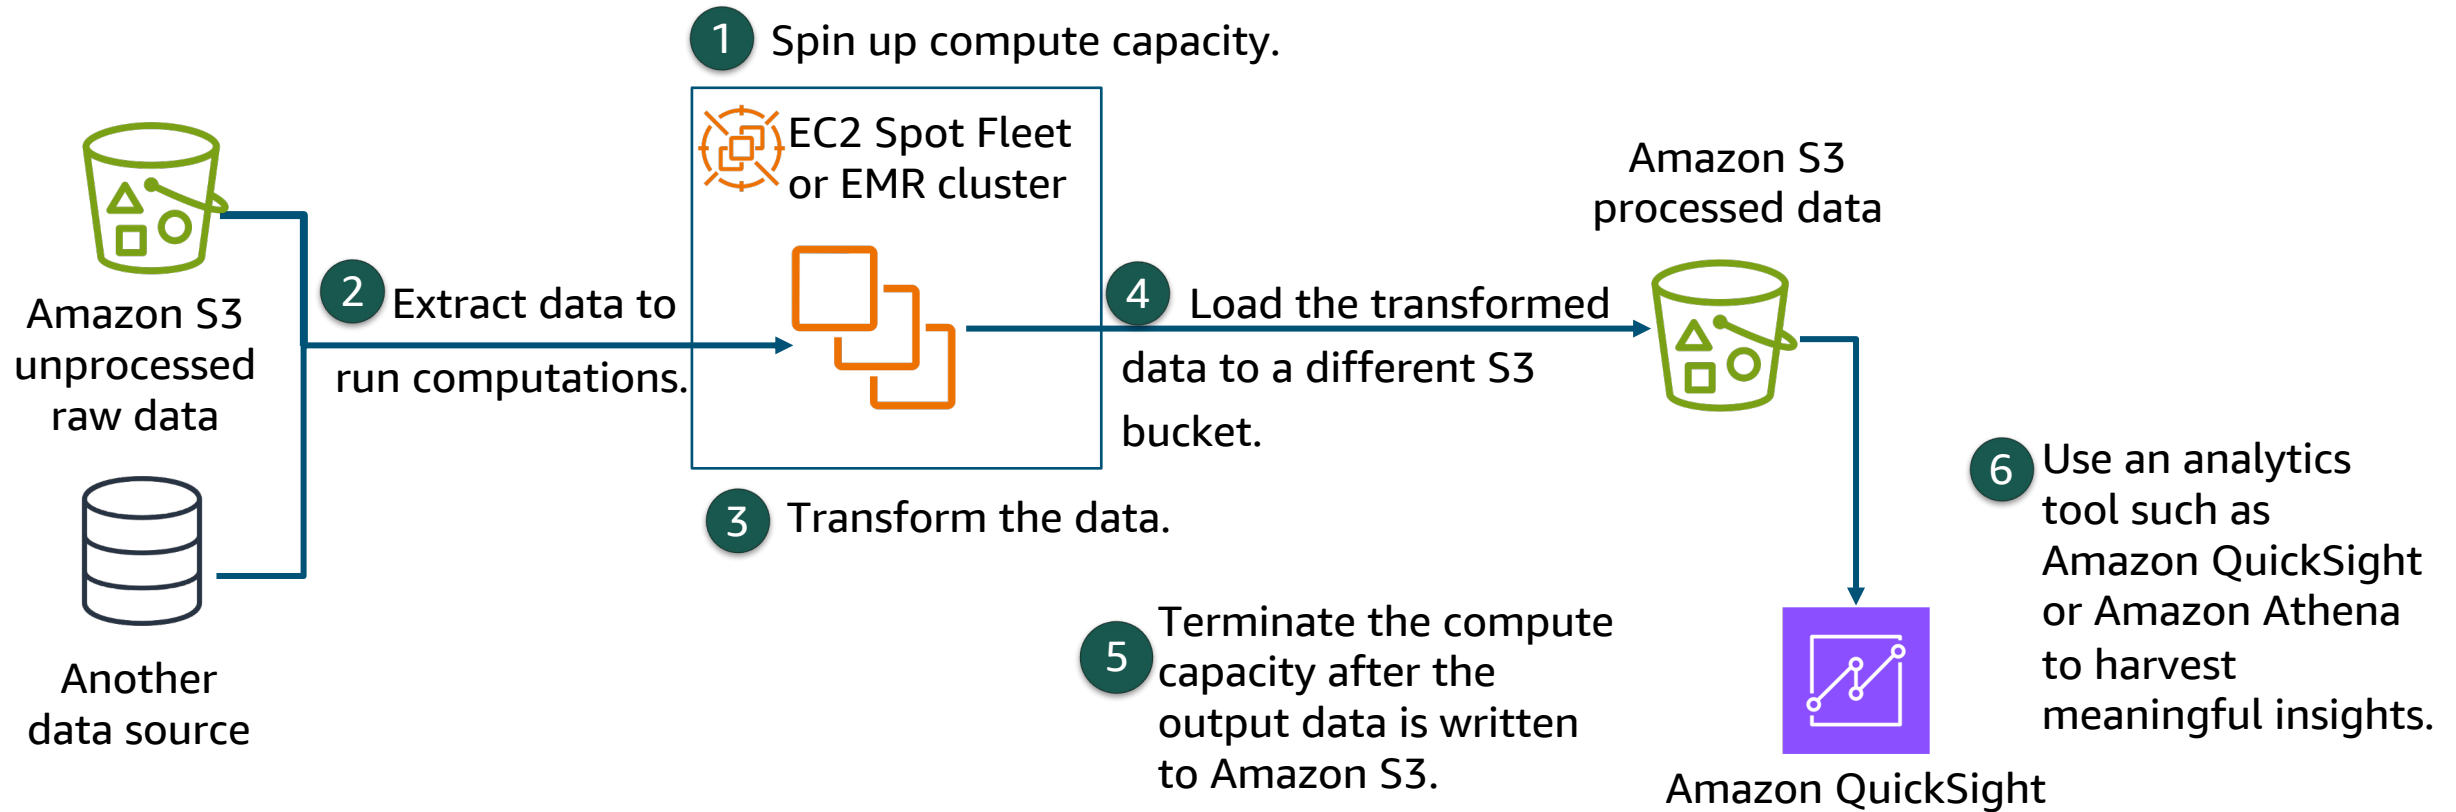 1 Spin up compute capacity.
EC2 Spot Fleet
or EMR cluster
Amazon S3
unprocessed
raw data
Another
data source
2 Extract data to
run computations.
3 Transform the data.
4 Load the transformed
data to a different S3
bucket.
Amazon S3
processed data
5 Terminate the compute
capacity after the
output data is written
to Amazon S3.
6 Use an analytics
tool such as
Amazon QuickSight
or Amazon Athena
to harvest
meaningful insights.
Amazon QuickSight